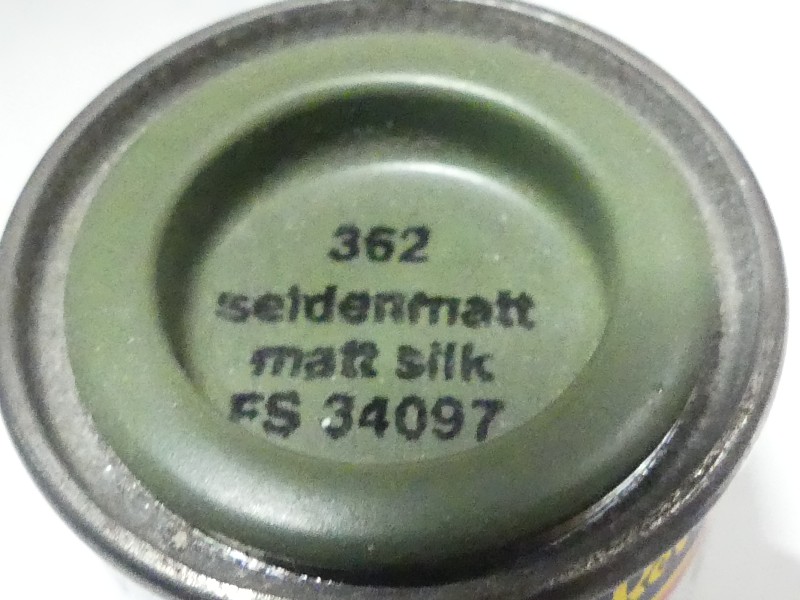 362
seidenmatt
matt silk
FS 34097